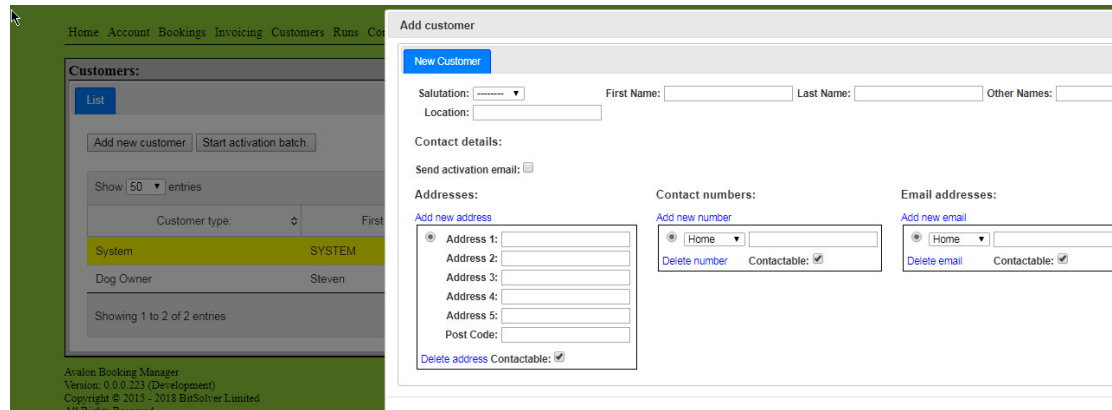 Home Account Bookings Invoicing Customers Runs
Customers:
List
Add new customer Start activation batch.
Show 50 entries
Customer type: First
System SYSTEM
Dog Owner Steven
Showing 1 to 2 of 2 entries
Avalon Booking Manager
Version: 0.0.0.223 (Development)
Copyright © 2015 - 2018 BitSolver Limited
All Rights Reserved
Add customer
New Customer
Salutation: -------- First Name: Last Name: Other Names:
Location:
Contact details:
Send activation email:
Addresses: Contact numbers: Email addresses:
Add new address Add new number Add new email
Address 1: Home Home
Address 2: Delete number Contactable: Delete email Contactable:
Address 3:
Address 4:
Address 5:
Post Code:
Delete address Contactable: